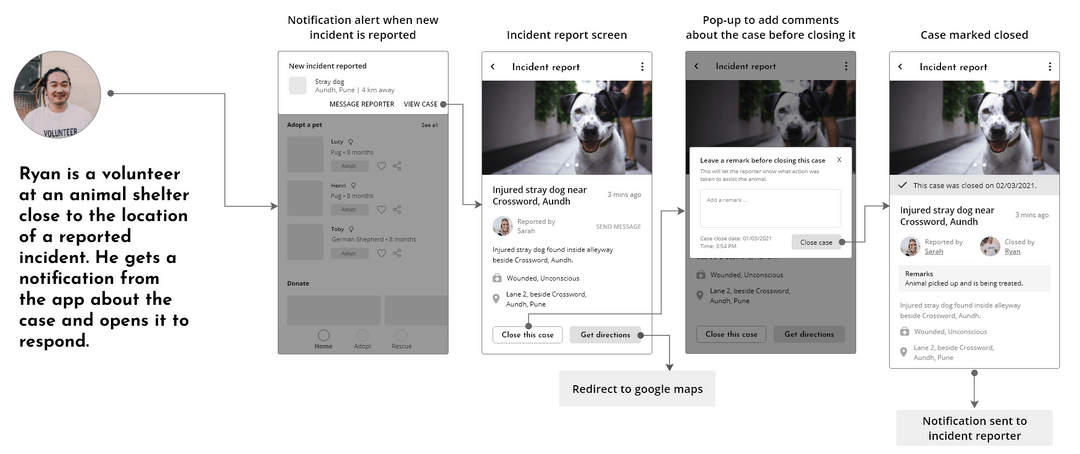 Notification alert when new
incident is reported
Incident report screen
Pop-up to add comments
about the case before closing it
Case marked closed
VOLUNTEER
Ryan is a volunteer
at an animal shelter
close to the location
of a reported
incident. He gets a
notification from
the app about the
case and opens it to
respond.
New incident reported
Stray dog
Aundh, Pune | 4 km away
MESSAGE REPORTER VIEW CASE
Adopt a pet See all
Lucy
Pug • 8 months
Adopt
Henri
Pug • 8 months
Adopt
Toby
German Shepherd • 8 months
Adopt
Donate
Home Adopt Rescue
Incident report
Injured stray dog near
Crossword, Aundh
3 mins ago
Reported by
Sarah
SEND MESSAGE
Injured stray dog found inside alleyway
beside Crossword, Aundh.
Wounded, Unconscious
Lane 2, beside Crossword,
Aundh, Pune
Close this case Get directions
Redirect to google maps
Incident report
Leave a remark before closing this case X
This will let the reporter know what action was
taken to assist the animal.
Add a remark...
Case close date: 01/03/2021
Time: 3:54 PM
Close case
beside Crossword, Aundh.
Wounded, Unconscious
Lane 2, beside Crossword,
Aundh, Pune
Close this case Get directions
Incident report
This case was closed on 02/03/2021.
Injured stray dog near
Crossword, Aundh
3 mins ago
Reported by
Sarah
Closed by
Ryan
Remarks
Animal picked up and is being treated.
Injured stray dog found inside alleyway
beside Crossword, Aundh.
Wounded, Unconscious
Lane 2, beside Crossword,
Aundh, Pune
Notification sent to
incident reporter